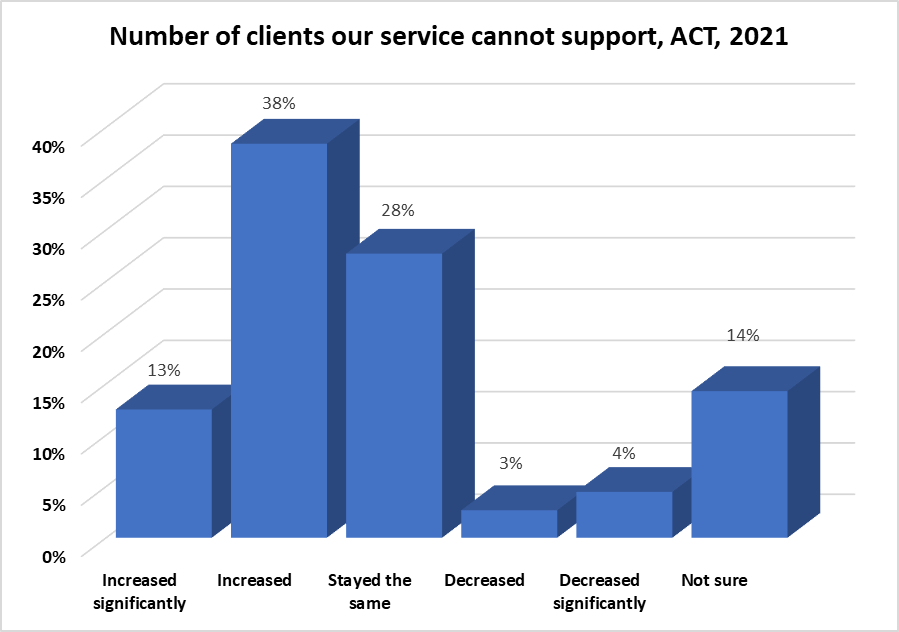 Number of clients our service cannot support, ACT, 2021
40%
35%
30%
25%
20%
15%
10%
5%
0%
13%
38%
28%
3%
4%
14%
Increased
significantly
Increased
Stayed the
same
Decreased
Decreased
significantly
Not sure